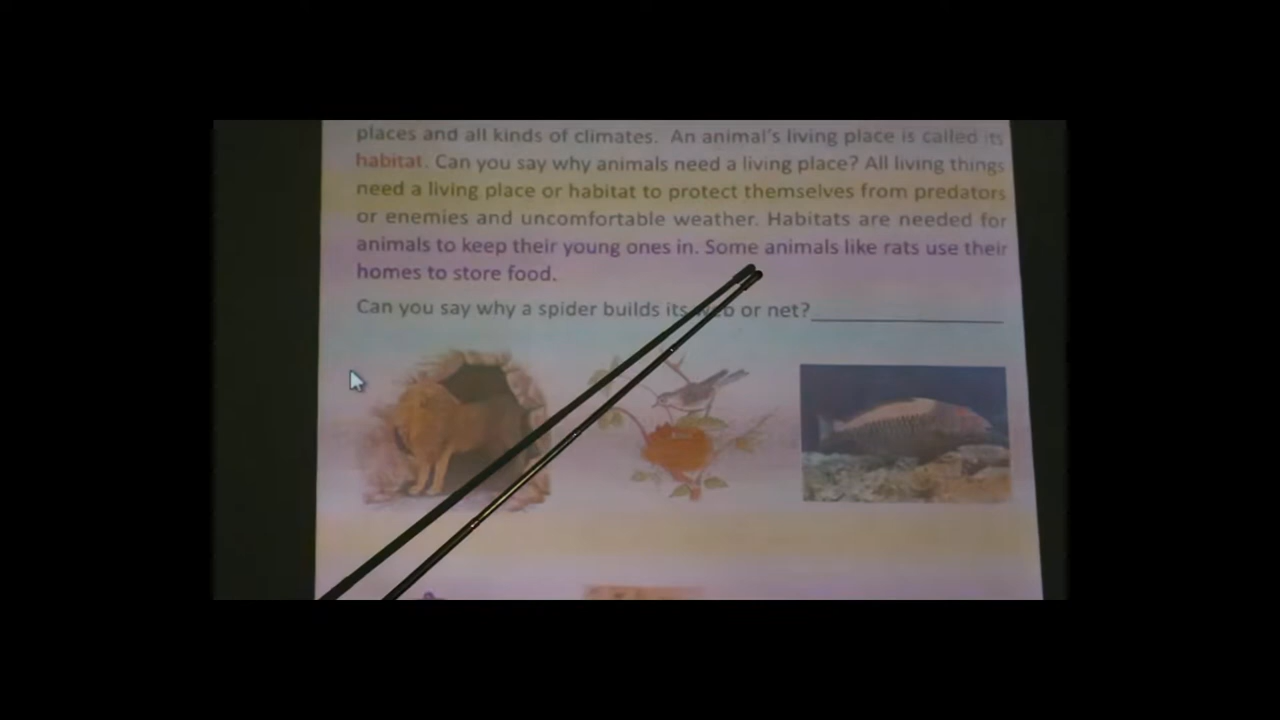 places and all kinds of climates. An animal's living place is called its
habitat. Can you say why animals need a living place? All living things
need a living place or habitat to protect themselves from predators
or enemies and uncomfortable weather. Habitats are needed for
animals to keep their young ones in. Some animals like rats use their
homes to store food.
Can you say why a spider builds its web or net?